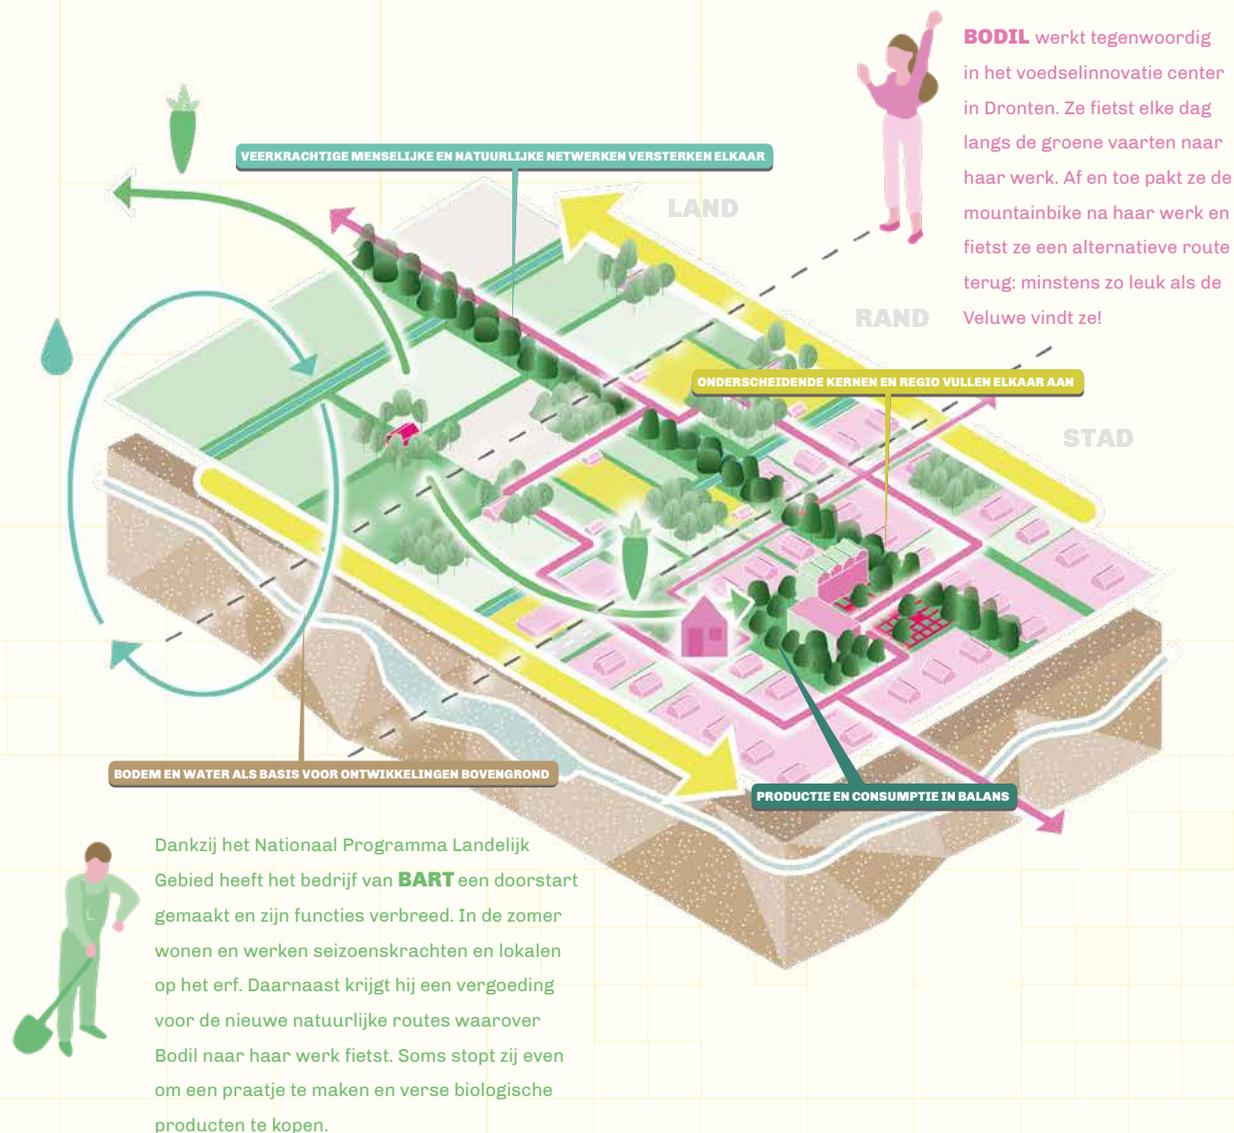 BODIL werkt tegenwoordig
in het voedselinnovatie center
in Dronten. Ze fietst elke dag
langs de groene vaarten naar
haar werk. Af en toe pakt ze de
mountainbike na haar werk en
fietst ze een alternatieve route
terug: minstens zo leuk als de
Veluwe vindt ze!
VEERKRACHTIGE MENSELIJKE EN NATUURLIJKE NETWERKEN VERSTERKEN ELKAAR
LAND
RAND
ONDERSCHEIDENDE KERNEN EN REGIO VULLEN ELKAAR AAN
STAD
BODEM EN WATER ALS BASIS VOOR ONTWIKKELINGEN BOVENGROND
PRODUCTIE EN CONSUMPTIE IN BALANS
Dankzij het Nationaal Programma Landelijk
Gebied heeft het bedrijf van BART een doorstart
gemaakt en zijn functies verbreed. In de zomer
wonen en werken seizoenskrachten en lokalen
op het erf. Daarnaast krijgt hij een vergoeding
voor de nieuwe natuurlijke routes waarover
Bodil naar haar werk fietst. Soms stopt zij even
om een praatje te maken en verse biologische
producten te kopen.